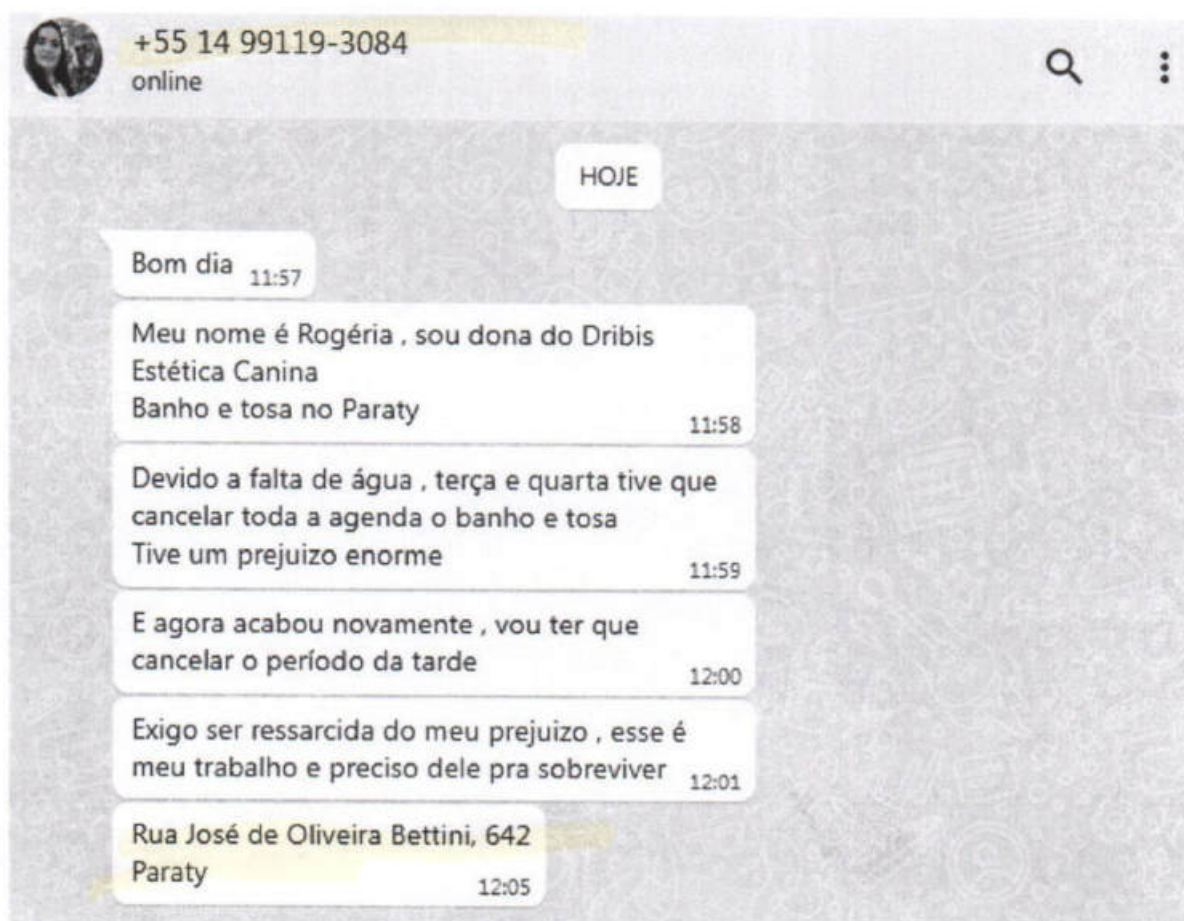 +55 14 99119-3084
online
HOJE
Bom dia 11:57
Meu nome é Rogéria , sou dona do Dribis
Estética Canina
Banho e tosa no Paraty 11:58
Devido a falta de água , terça e quarta tive que
cancelar toda a agenda o banho e tosa
Tive um prejuizo enorme 11:59
E agora acabou novamente , vou ter que
cancelar o período da tarde 12:00
Exigo ser ressarcida do meu prejuizo , esse é
meu trabalho e preciso dele pra sobreviver 12:01
Rua José de Oliveira Bettini, 642
Paraty 12:05